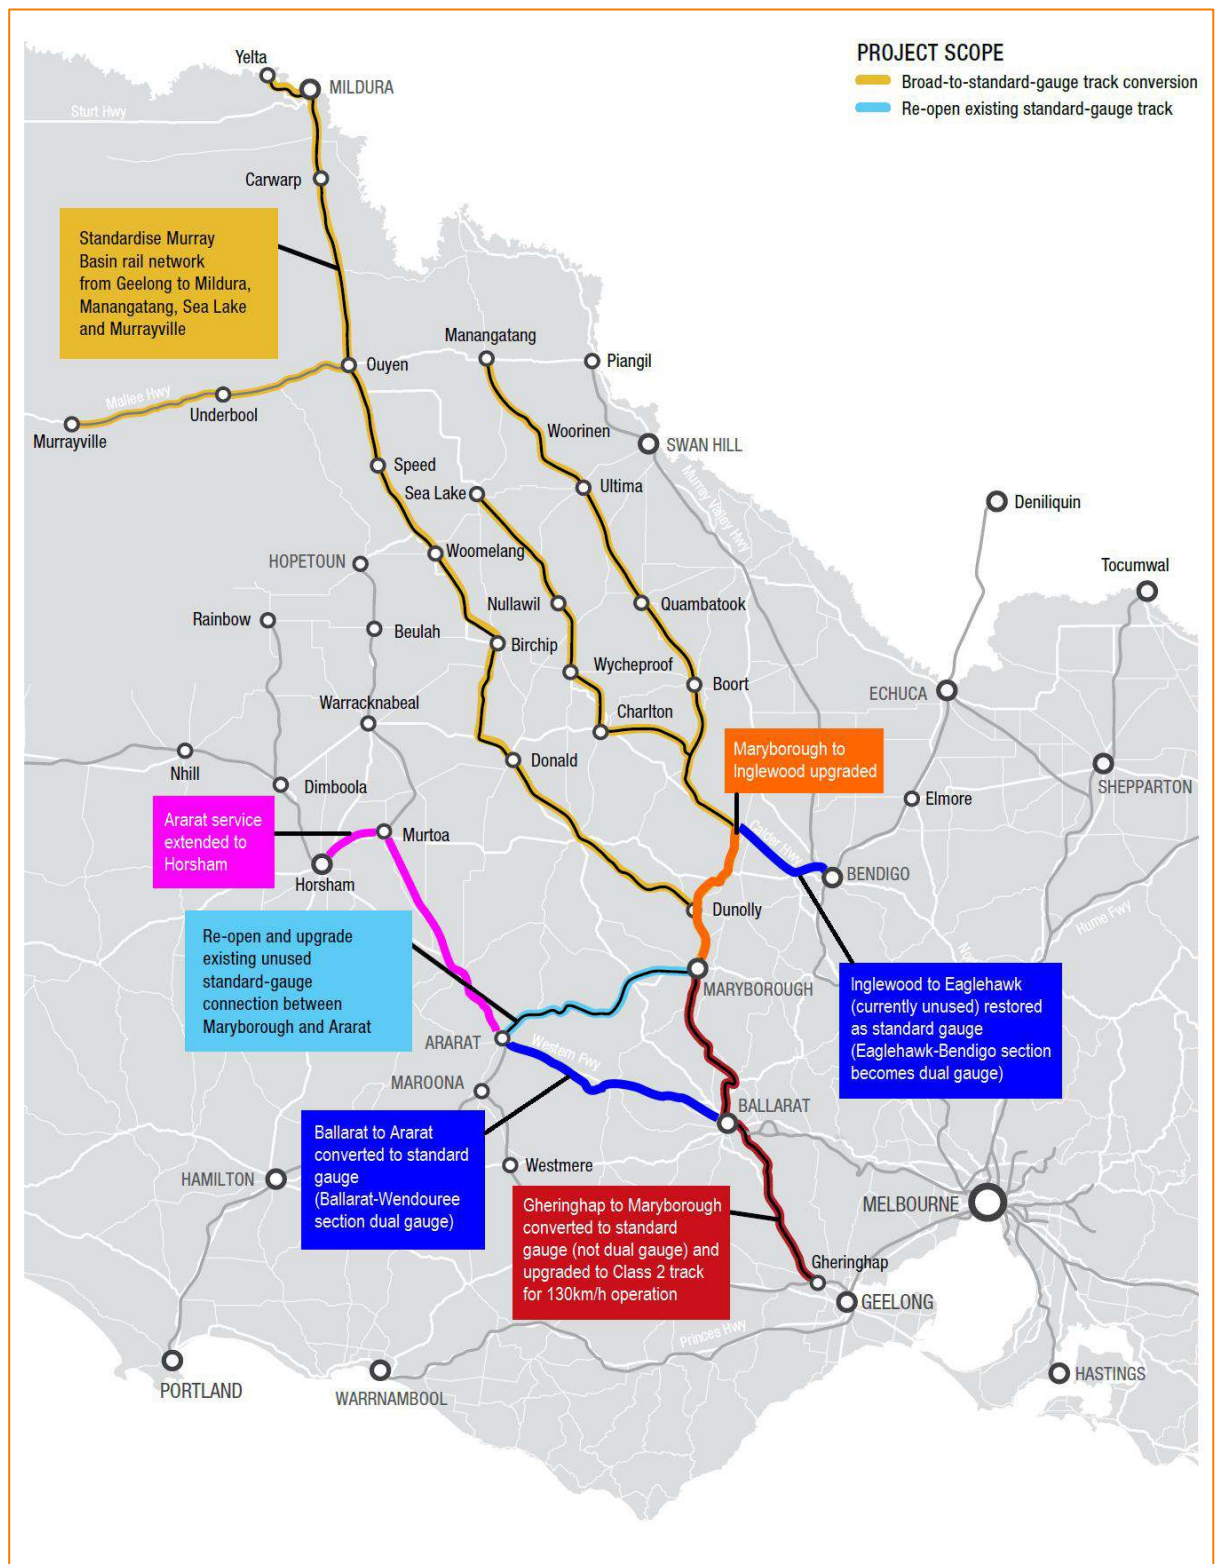 PROJECT SCOPE
Broad-to-standard-gauge track conversion
Re-open existing standard-gauge track
Yelta
MILDURA
Sturt Hwy
Carwarp
Standardise Murray
Basin rail network
from Geelong to Mildura,
Manangatang, Sea Lake
and Murrayville
Manangatang
Piangil
Ouyen
Mallee Hwy
Underbool
Murrayville
Woorinen
SWAN HILL
Speed
Sea Lake
Ultima
Murray Valley Hwy
Deniliquin
Woomelang
HOPETOUN
Tocumwal
Nullawil
Quambatook
Rainbow
Beulah
Birchip
Wycheproof
Boort
ECHUCA
Warracknabeal
Charlton
Maryborough to
Inglewood upgraded
Donald
Nhill
Dimboola
SHEPPARTON
Elmore
Ararat service
extended to
Horsham
Murtoa
Calder Hwy
Horsham
BENDIGO
Dunolly
Hume Fwy
Re-open and upgrade
existing unused
standard-gauge
connection between
Maryborough and Ararat
MARYBOROUGH
Inglewood to Eaglehawk
(currently unused) restored
as standard gauge
(Eaglehawk-Bendigo section
becomes dual gauge)
ARARAT
Western Fwy
MAROONA
BALLARAT
Ballarat to Ararat
converted to standard
gauge
(Ballarat-Wendouree
section dual gauge)
Westmere
HAMILTON
Gheringhap to Maryborough
converted to standard
gauge (not dual gauge) and
upgraded to Class 2 track
for 130km/h operation
MELBOURNE
Gheringhap
GEELONG
Princes Hwy
PORTLAND
WARRNAMBOOL
HASTINGS